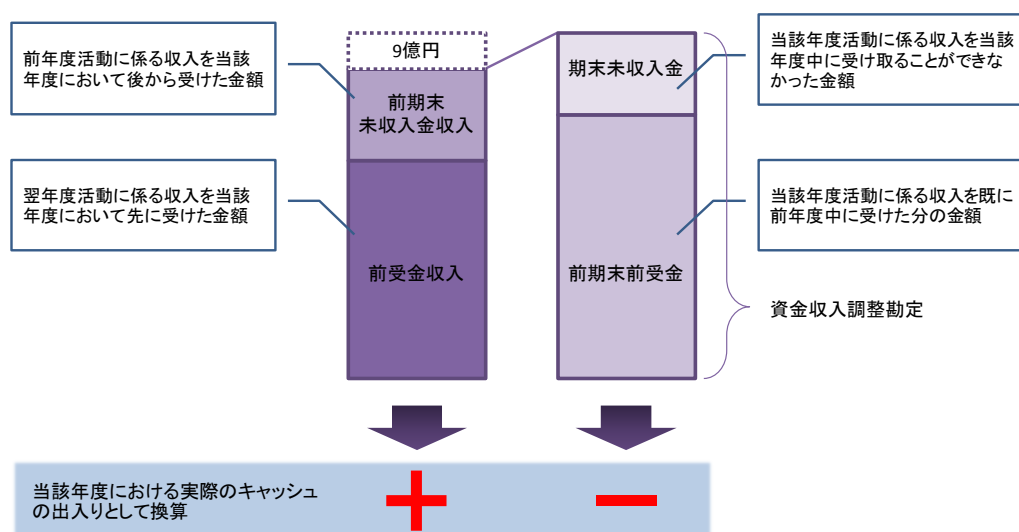 前年度活動に係る収入を当該
年度において後から受けた金額
9億円
前期末
未収入金収入
期末未収入金
当該年度活動に係る収入を当該
年度中に受け取ることができな
かった金額
翌年度活動に係る収入を当該
年度において先に受けた金額
前受金収入
前期末前受金
当該年度活動に係る収入を既に
前年度中に受けた分の金額
資金収入調整勘定
当該年度における実際のキャッシュ
の出入りとして換算
+
−